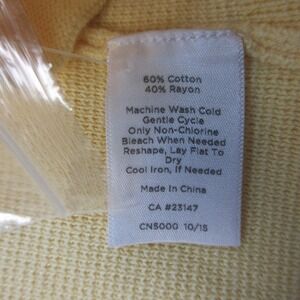 60% Cotton
40% Rayon
Machine Wash Cold
Gentle Cycle
Only Non-Chlorine
Bleach When Needed
Reshape, Lay Flat To
Dry
Cool Iron, If Needed
Made In China
CA #23147
CN5000 10/15